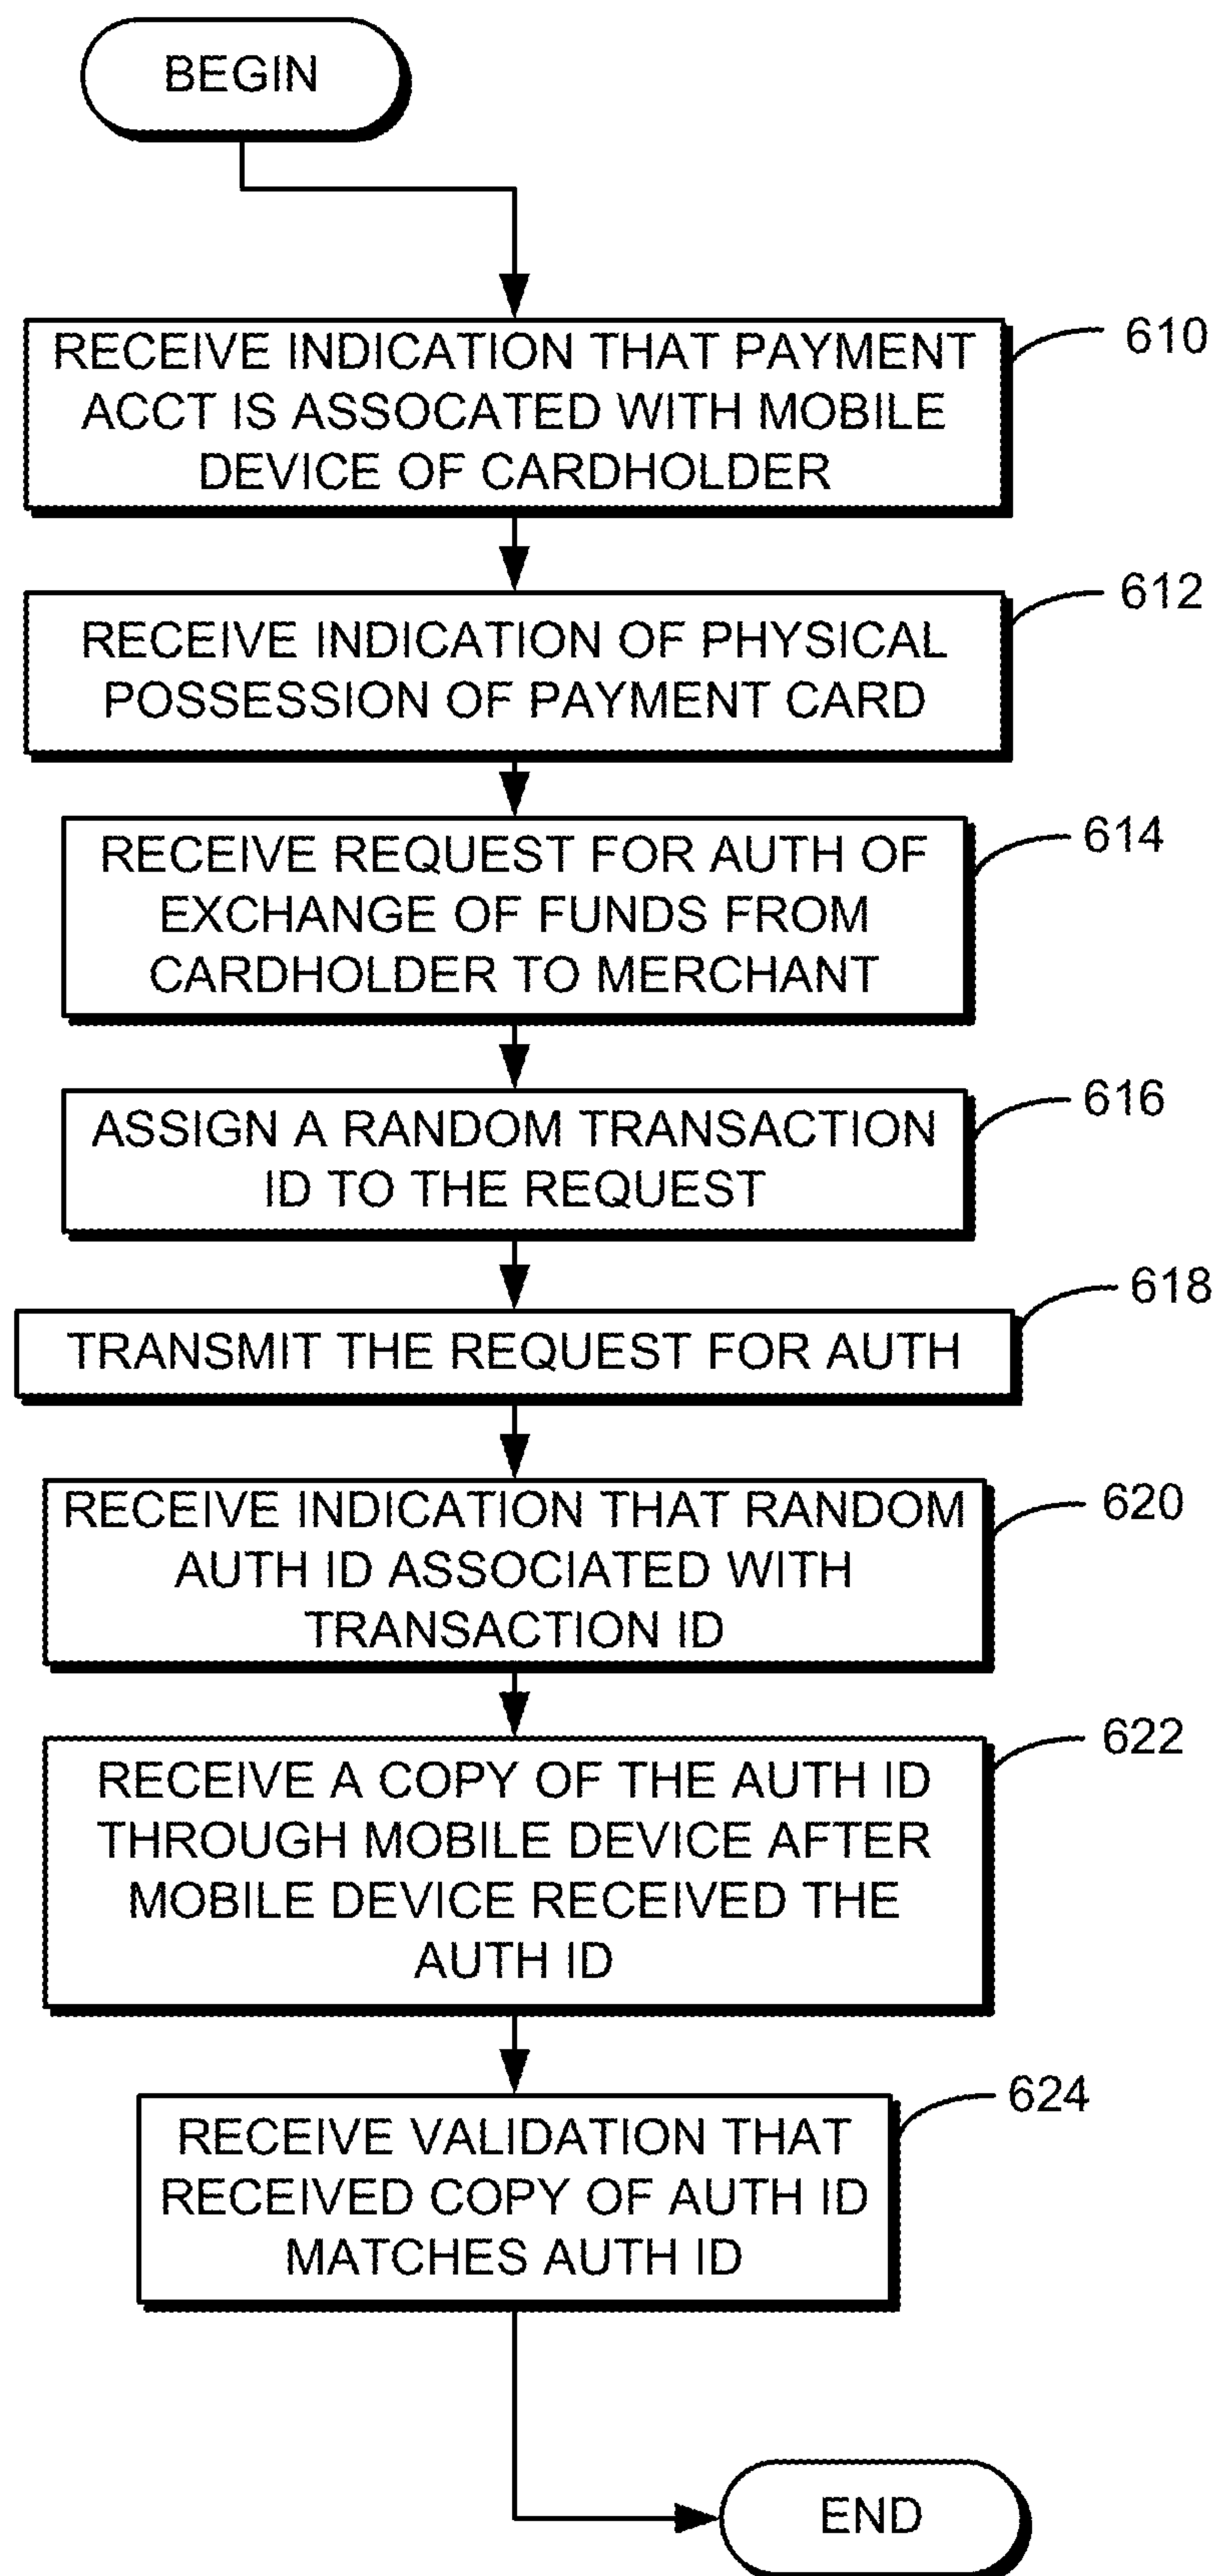 BEGIN
RECEIVE INDICATION THAT PAYMENT
ACCT IS ASSOCATED WITH MOBILE
DEVICE OF CARDHOLDER
610
RECEIVE INDICATION OF PHYSICAL
POSSESSION OF PAYMENT CARD
612
RECEIVE REQUEST FOR AUTH OF
EXCHANGE OF FUNDS FROM
CARDHOLDER TO MERCHANT
614
ASSIGN A RANDOM TRANSACTION
ID TO THE REQUEST
616
TRANSMIT THE REQUEST FOR AUTH
618
RECEIVE INDICATION THAT RANDOM
AUTH ID ASSOCIATED WITH
TRANSACTION ID
620
RECEIVE A COPY OF THE AUTH ID
THROUGH MOBILE DEVICE AFTER
MOBILE DEVICE RECEIVED THE
AUTH ID
622
RECEIVE VALIDATION THAT
RECEIVED COPY OF AUTH ID
MATCHES AUTH ID
624
END